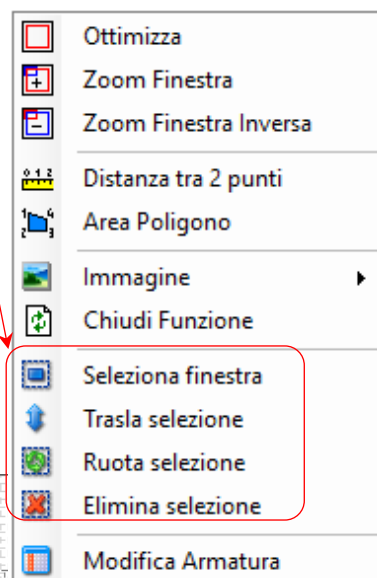 Ottimizza
Zoom Finestra
Zoom Finestra Inversa
Distanza tra 2 punti
Area Poligono
Immagine
Chiudi Funzione
Seleziona finestra
Trasla selezione
Ruota selezione
Elimina selezione
Modifica Armatura